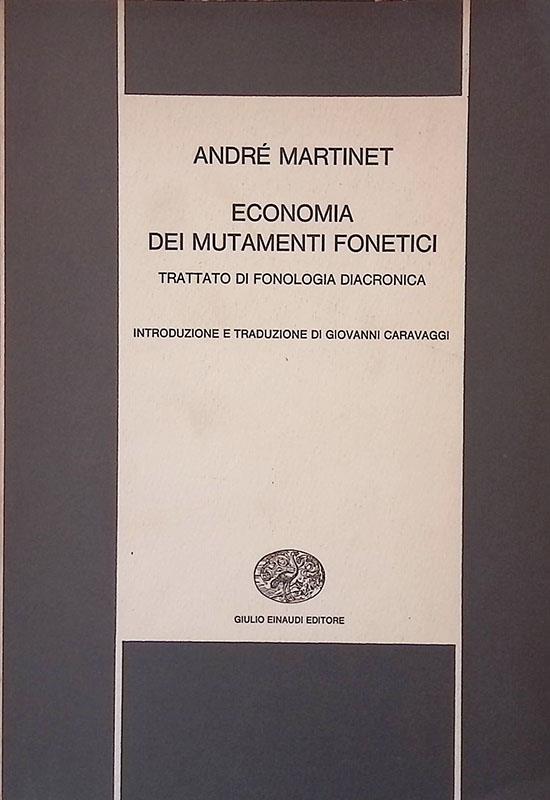 ANDRÉ MARTINET
ECONOMIA
DEI MUTAMENTI FONETICI
TRATTATO DI FONOLOGIA DIACRONICA
INTRODUZIONE E TRADUZIONE DI GIOVANNI CARAVAGGI
GIULIO EINAUDI EDITORE